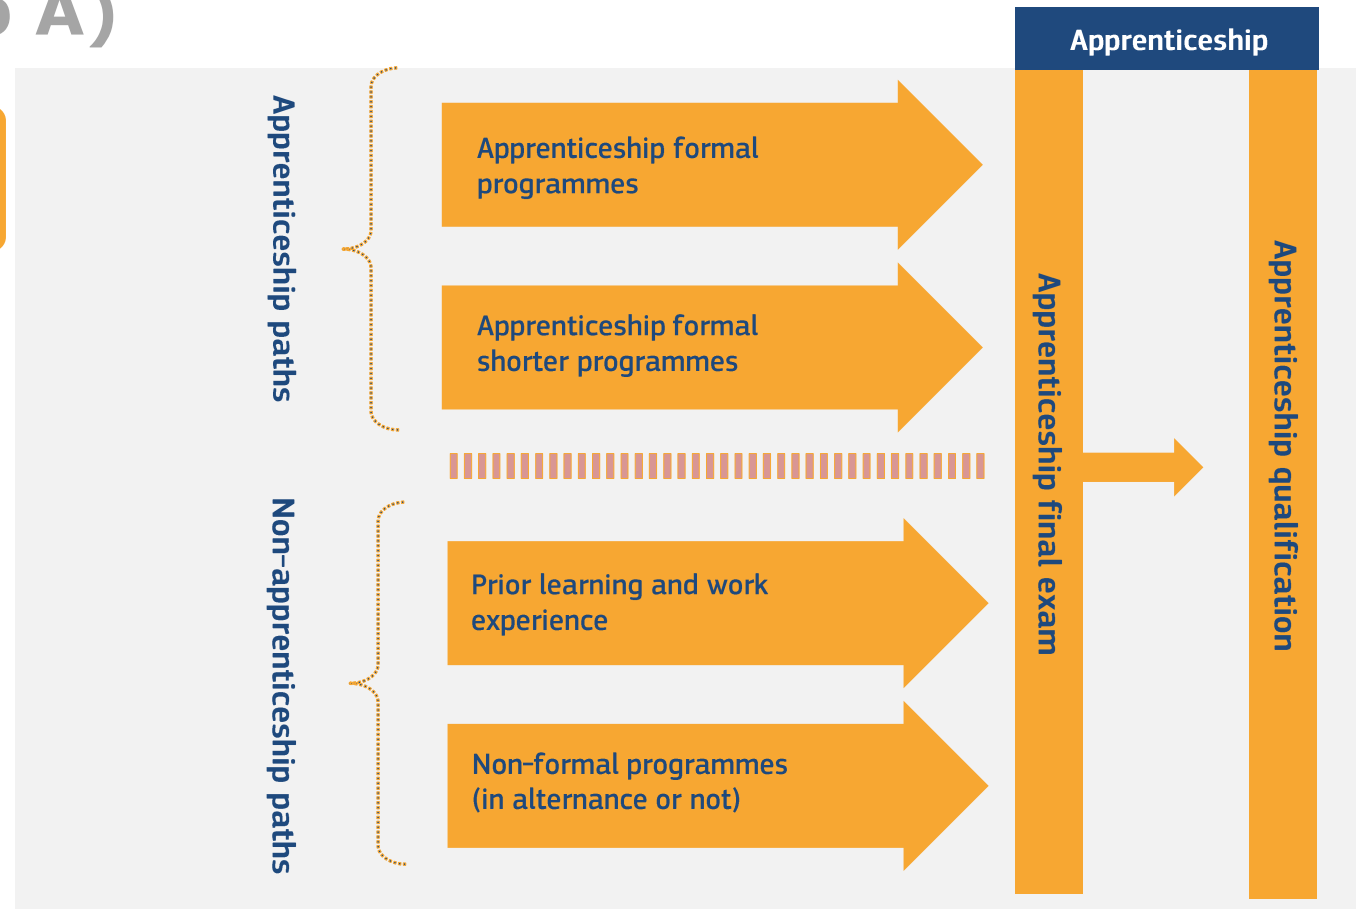 A)
Apprenticeship
Apprenticeship paths
Apprenticeship formal
programmes
Apprenticeship formal
shorter programmes
Non-apprenticeship paths
Prior learning and work
experience
Non-formal programmes
(in alternance or not)
Apprenticeship final exam
Apprenticeship qualification